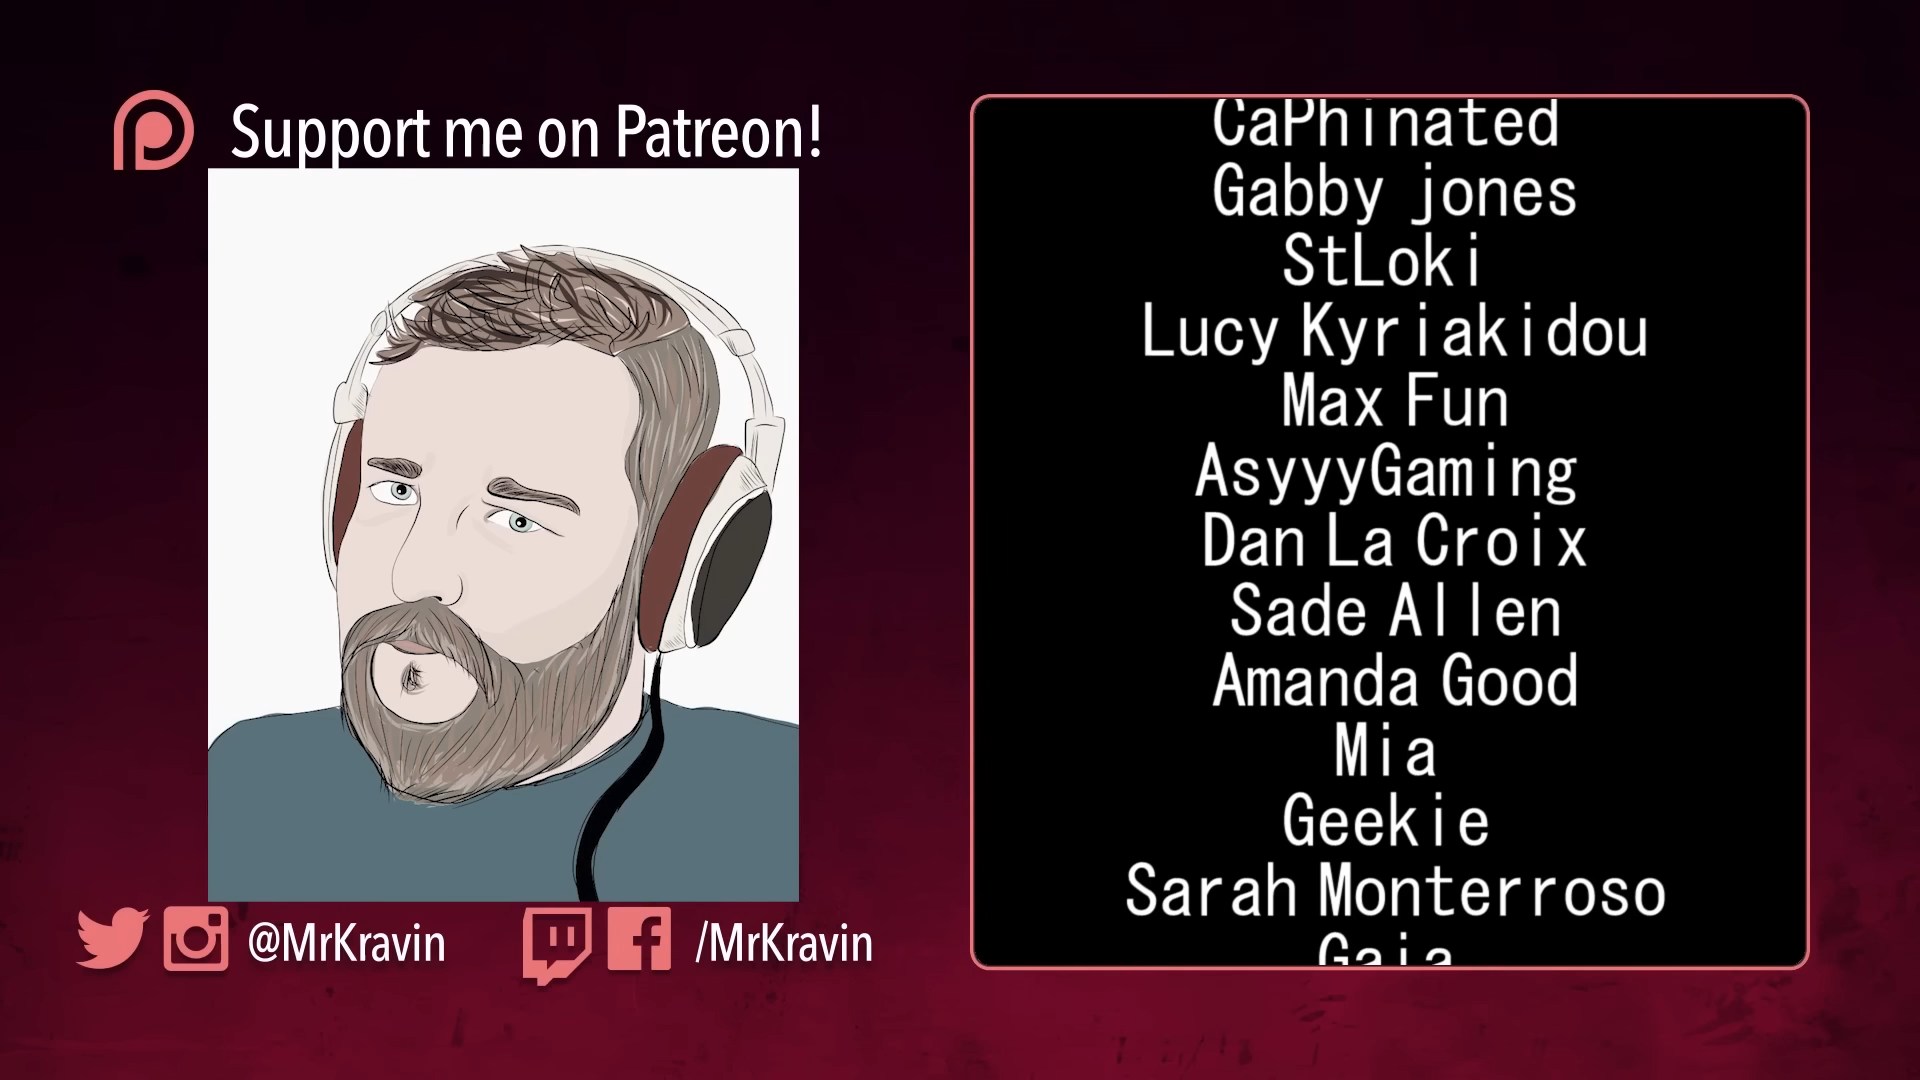 Support me on Patreon!
@MrKravin
/MrKravin
CaPhinated
Gabby jones
StLoki
Lucy Kyriakidou
Max Fun
AsyyyGaming
Dan La Croix
Sade Allen
Amanda Good
Mia
Geekie
Sarah Monterroso
Gaia